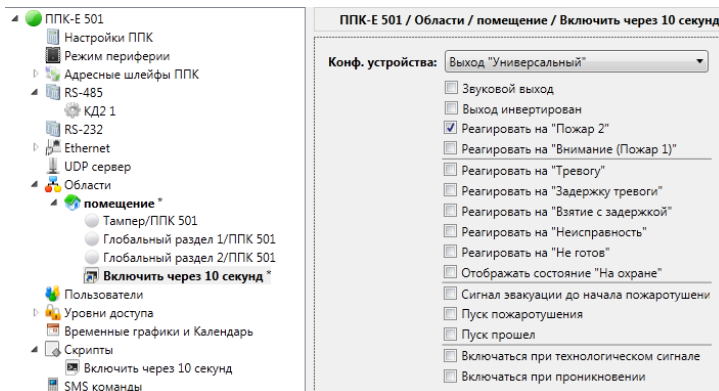 ППК-Е 501
Настройки ППК
Режим периферии
Адресные шлейфы ППК
RS-485
КД2 1
RS-232
Ethernet
UDP сервер
Области
помещение *
Тампер/ППК 501
Глобальный раздел 1/ППК 501
Глобальный раздел 2/ППК 501
Включить через 10 секунд *
Пользователи
Уровни доступа
Временные графики и Календарь
Скрипты
Включить через 10 секунд
SMS команды
ППК-Е 501 / Области / помещение / Включить через 10 секунд
Конф. устройства: Выход "Универсальный"
Звуковой выход
Выход инвертирован
Реагировать на "Пожар 2"
Реагировать на "Внимание (Пожар 1)"
Реагировать на "Тревогу"
Реагировать на "Задержку тревоги"
Реагировать на "Взятие с задержкой"
Реагировать на "Неисправность"
Реагировать на "Не готов"
Отображать состояние "На охране"
Сигнал эвакуации до начала пожаротушени
Пуск пожаротушения
Пуск прошел
Включаться при технологическом сигнале
Включаться при проникновении